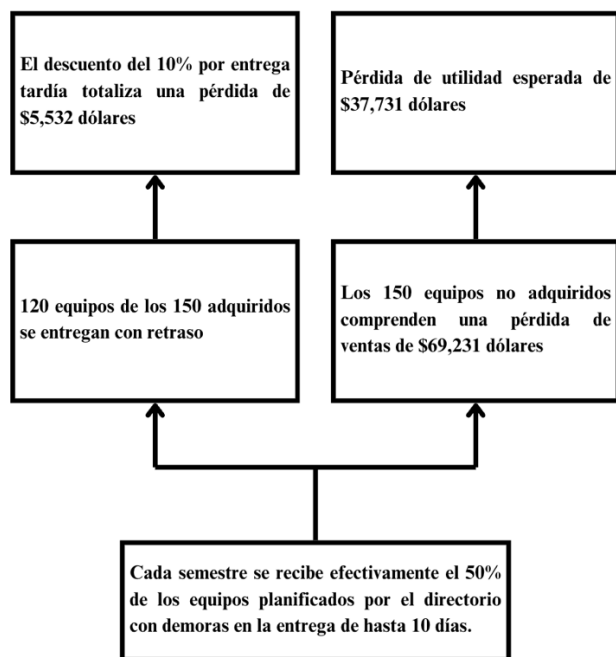 El descuento del 10% por entrega
tardía totaliza una pérdida de
$5,532 dólares
Pérdida de utilidad esperada de
$37,731 dólares
120 equipos de los 150 adquiridos
se entregan con retraso
Los 150 equipos no adquiridos
comprenden una pérdida de
ventas de $69,231 dólares
Cada semestre se recibe efectivamente el 50%
de los equipos planificados por el directorio
con demoras en la entrega de hasta 10 días.